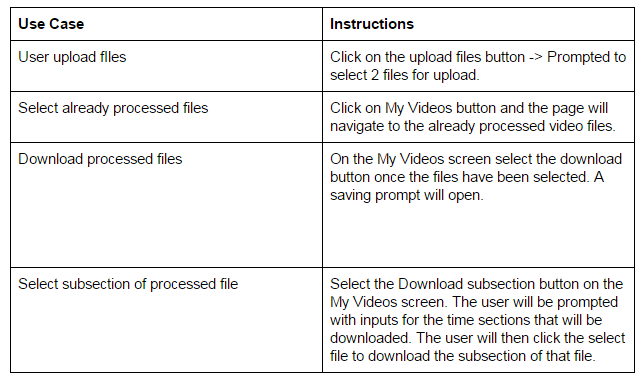 Use Case
Instructions
User upload files
Click on the upload files button -> Prompted to
select 2 files for upload.
Select already processed files
Click on My Videos button and the page will
navigate to the already processed video files.
Download processed files
On the My Videos screen select the download
button once the files have been selected. A
saving prompt will open.
Select subsection of processed file
Select the Download subsection button on the
My Videos screen. The user will be prompted
with inputs for the time sections that will be
downloaded. The user will then click the select
file to download the subsection of that file.